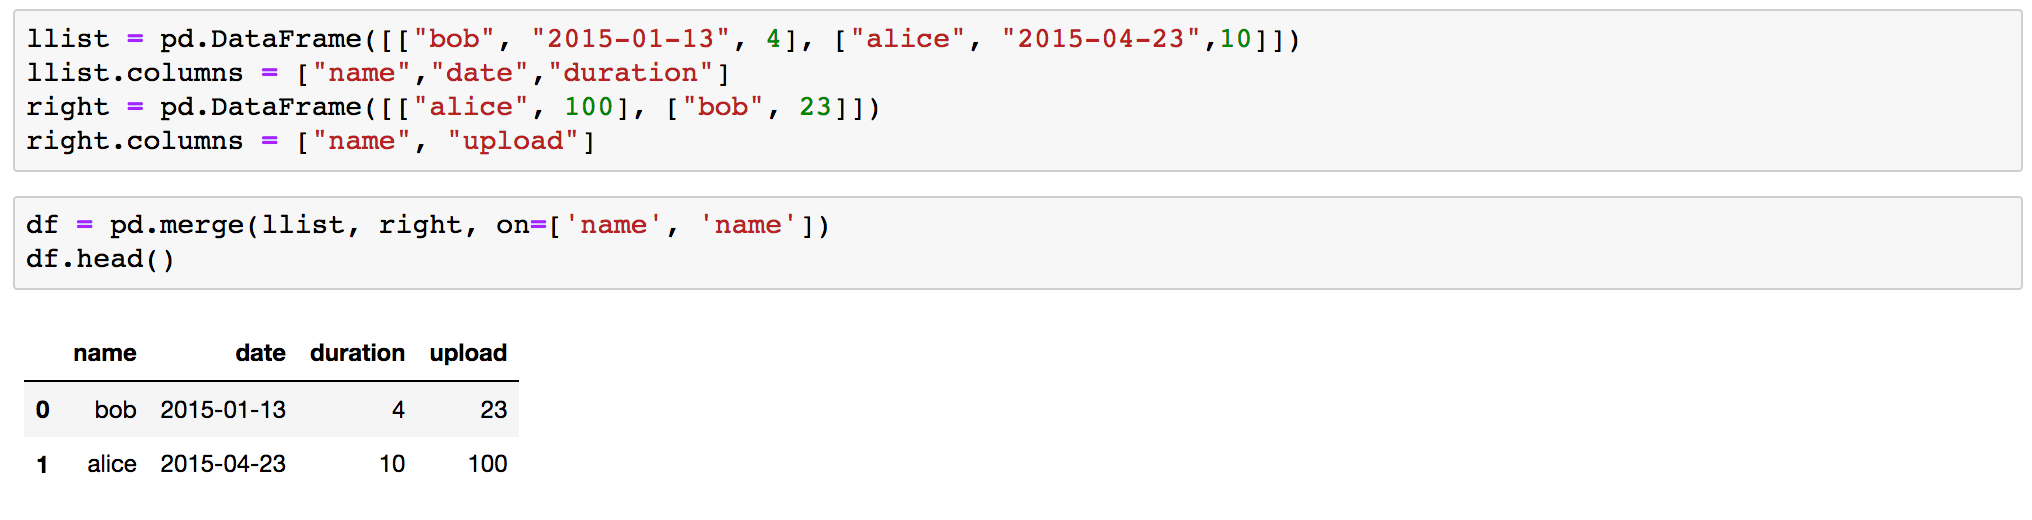 llist = pd.DataFrame([["bob", "2015-01-13", 4], ["alice", "2015-04-23",10]])
llist.columns = ["name","date","duration"]
right = pd.DataFrame([["alice", 100], ["bob", 23]])
right.columns = ["name", "upload"]
df = pd.merge(llist, right, on=['name', 'name'])
df.head()
name date duration upload
0 bob 2015-01-13 4 23
1 alice 2015-04-23 10 100